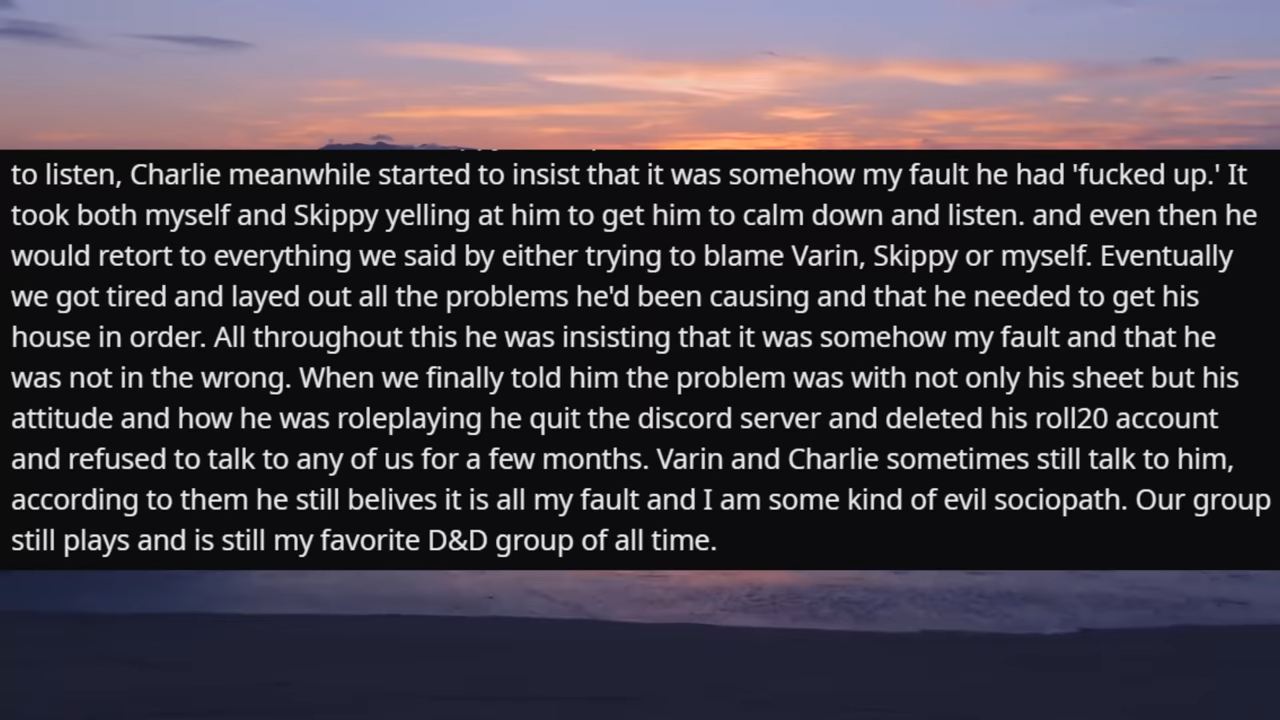 to listen, Charlie meanwhile started to insist that it was somehow my fault he had 'fucked up.' It
took both myself and Skippy yelling at him to get him to calm down and listen. and even then he
would retort to everything we said by either trying to blame Varin, Skippy or myself. Eventually
we got tired and layed out all the problems he'd been causing and that he needed to get his
house in order. All throughout this he was insisting that it was somehow my fault and that he
was not in the wrong. When we finally told him the problem was with not only his sheet but his
attitude and how he was roleplaying he quit the discord server and deleted his roll20 account
and refused to talk to any of us for a few months. Varin and Charlie sometimes still talk to him,
according to them he still belives it is all my fault and I am some kind of evil sociopath. Our group
still plays and is still my favorite D&D group of all time.